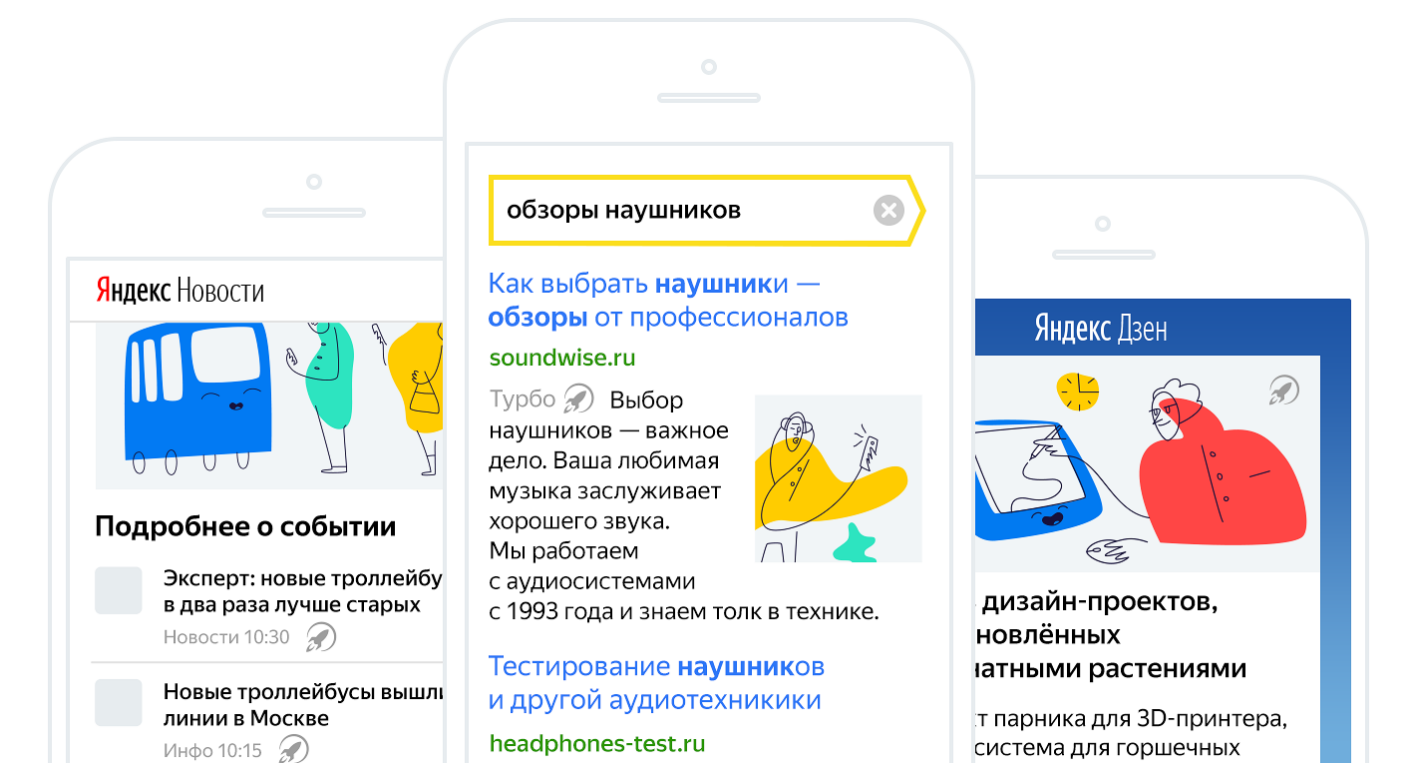 Яндекс Новости
Подробнее о событии
Эксперт: новые троллейбу
в два раза лучше старых
Новости 10:30
Новые троллейбусы вышли
линии в Москве
Инфо 10:15
обзоры наушников
Как выбрать наушники —
обзоры от профессионалов
soundwise.ru
Турбо Выбор
наушников — важное
дело. Ваша любимая
музыка заслуживает
хорошего звука.
Мы работаем
с аудиосистемами
с 1993 года и знаем толк в технике.
Тестирование наушников
и другой аудиотехникики
headphones-test.ru
Яндекс Дзен
дизайн-проектов,
новлённых
натными растениями
т парника для 3D-принтера,
система для горшечных